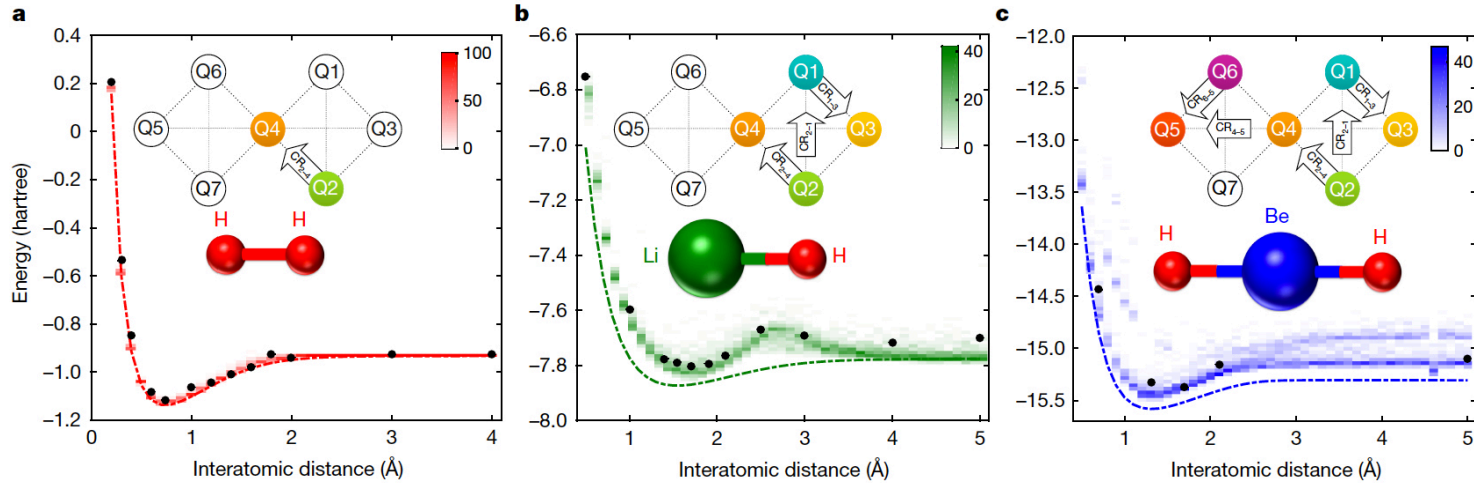 a
Energy (hartree)
0.4
0.2
0
−0.2
−0.4
−0.6
−0.8
−1.0
−1.2
0
1
2
3
4
Interatomic distance (Å)
100
50
0
Q6
Q1
Q5
Q4
Q3
Q7
Q2
CR2–4
H
H
b
−6.6
−6.8
−7.0
−7.2
−7.4
−7.6
−7.8
−8.0
1
2
3
4
5
Interatomic distance (Å)
40
20
0
Q6
Q1
Q5
Q4
Q3
Q7
Q2
CR1–3
CR2–1
CR2–4
Li
H
c
−12.0
−12.5
−13.0
−13.5
−14.0
−14.5
−15.0
−15.5
1
2
3
4
5
Interatomic distance (Å)
40
20
0
Q6
Q1
Q5
Q4
Q3
Q7
Q2
CR6–5
CR4–5
CR1–3
CR2–1
CR2–4
H
Be
H